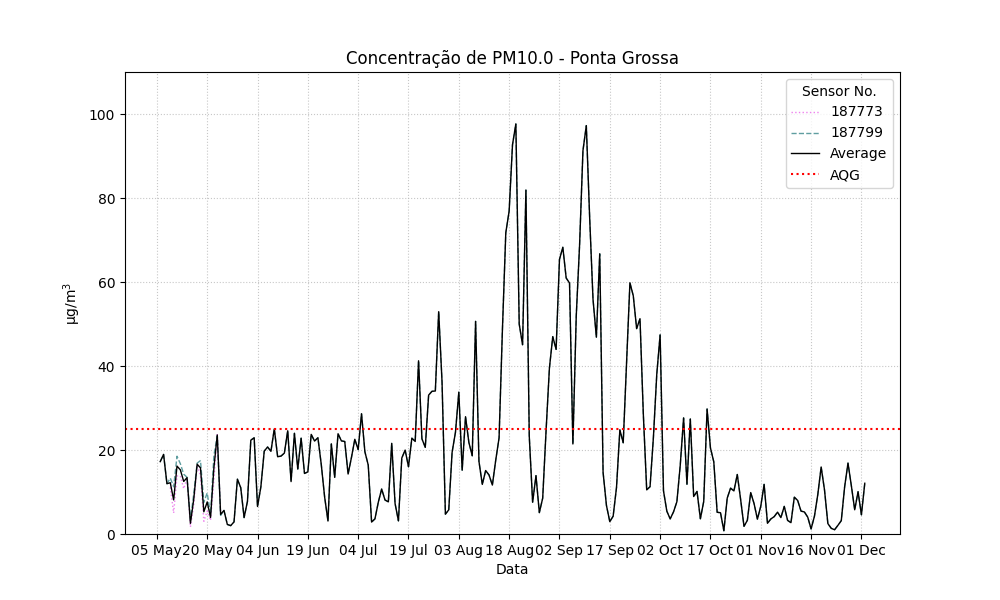 Concentração de PM10.0 - Ponta Grossa
Sensor No.
187773
187799
Average
AQG
100
80
60
40
20
0
µg/m³
05 May 20 May 04 Jun 19 Jun 04 Jul 19 Jul 03 Aug 18 Aug 02 Sep 17 Sep 02 Oct 17 Oct 01 Nov 16 Nov 01 Dec
Data